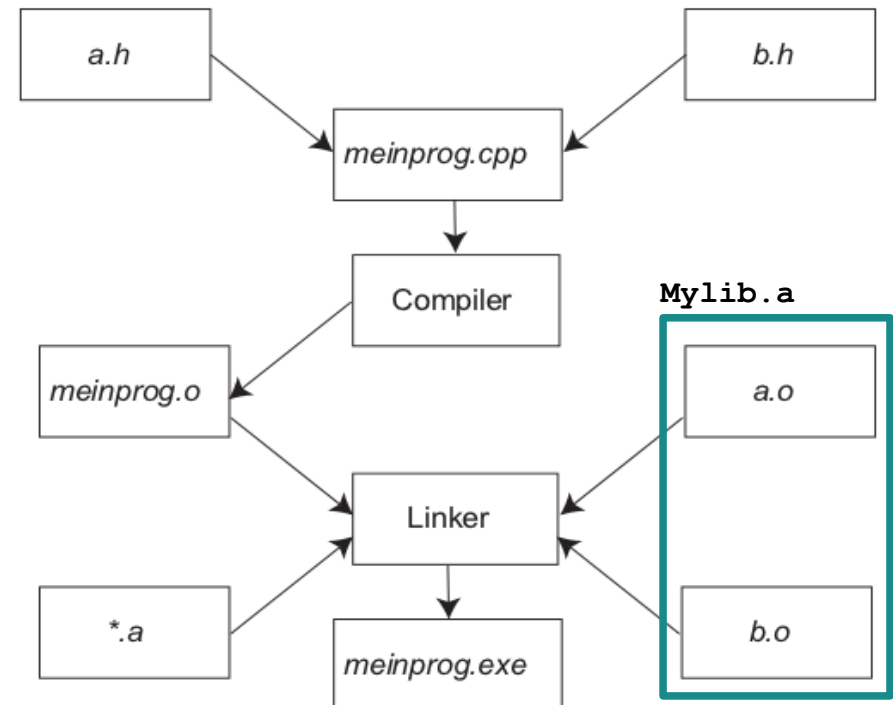 a.h
b.h
meinprog.cpp
Compiler
Mylib.a
meinprog.o
a.o
Linker
*.a
b.o
meinprog.exe